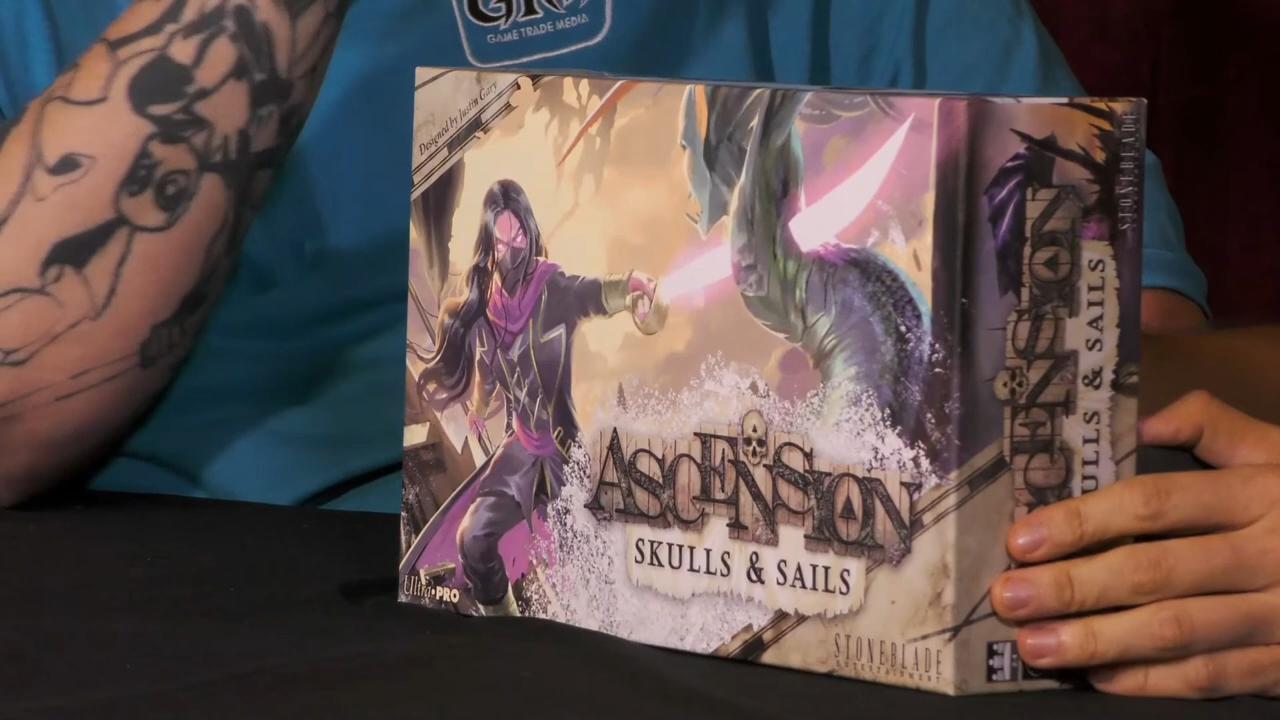 GAME TRADE MEDIA
Designed by Justin Gary
ASCENSION
SKULLS & SAILS
Ultra•PRO
STONEBLADE
ENTERTAINMENT
STONEBLADE
ASCENSION
SKULLS & SAILS